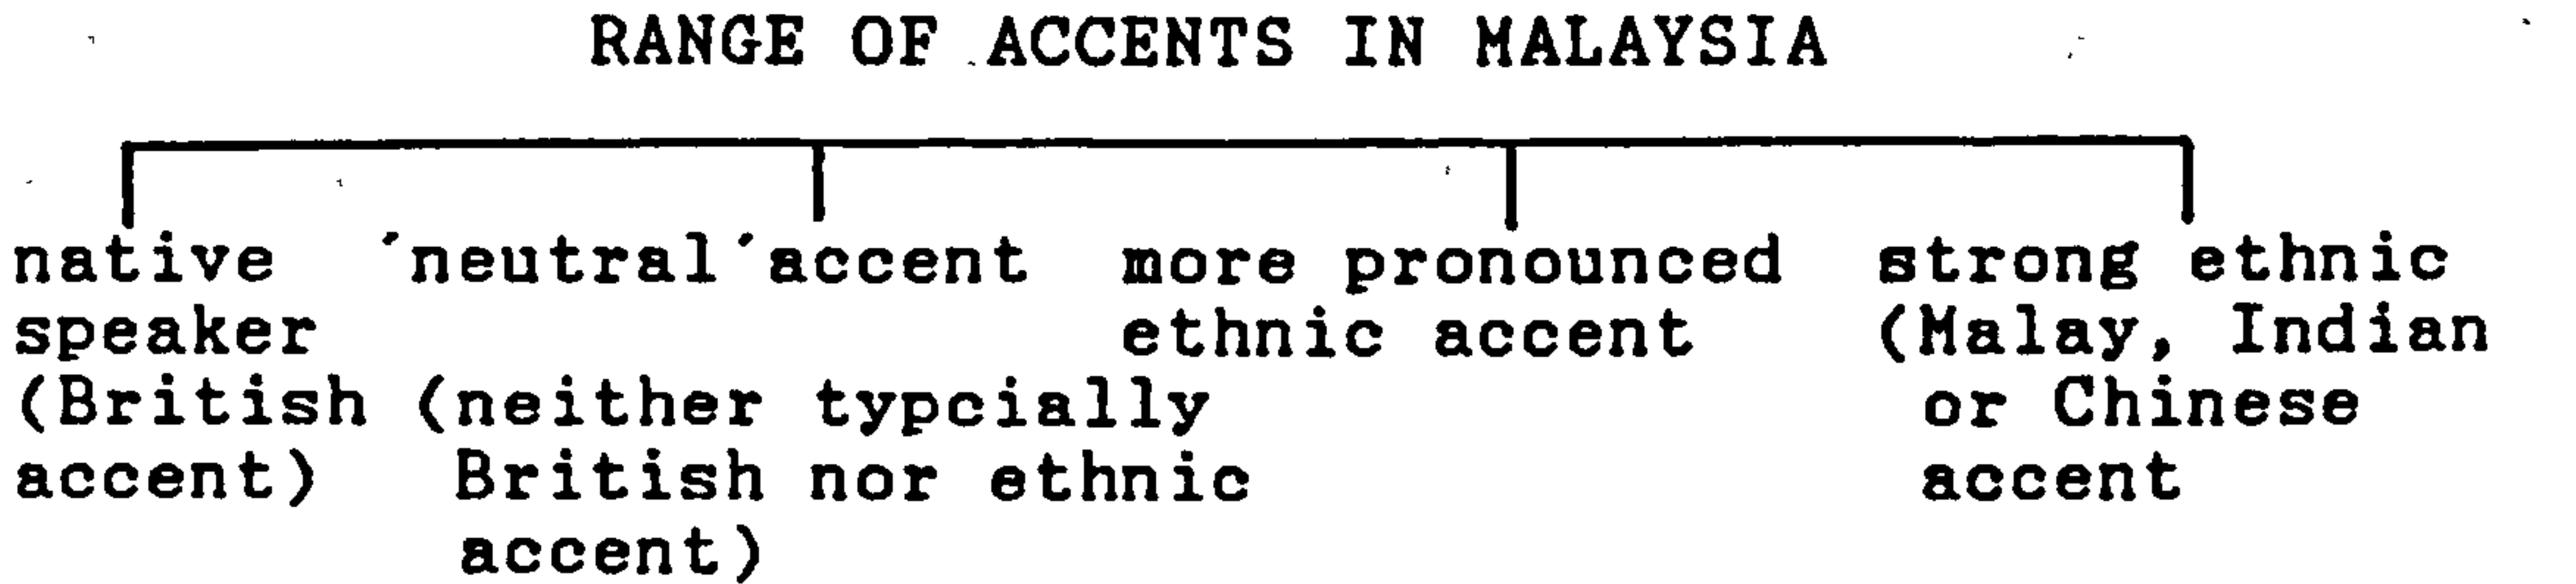 RANGE OF ACCENTS IN MALAYSIA
native
speaker
(British
accent)
´neutral´accent
(neither typcially
British nor ethnic
accent)
more pronounced
ethnic accent
strong ethnic
(Malay, Indian
or Chinese
accent